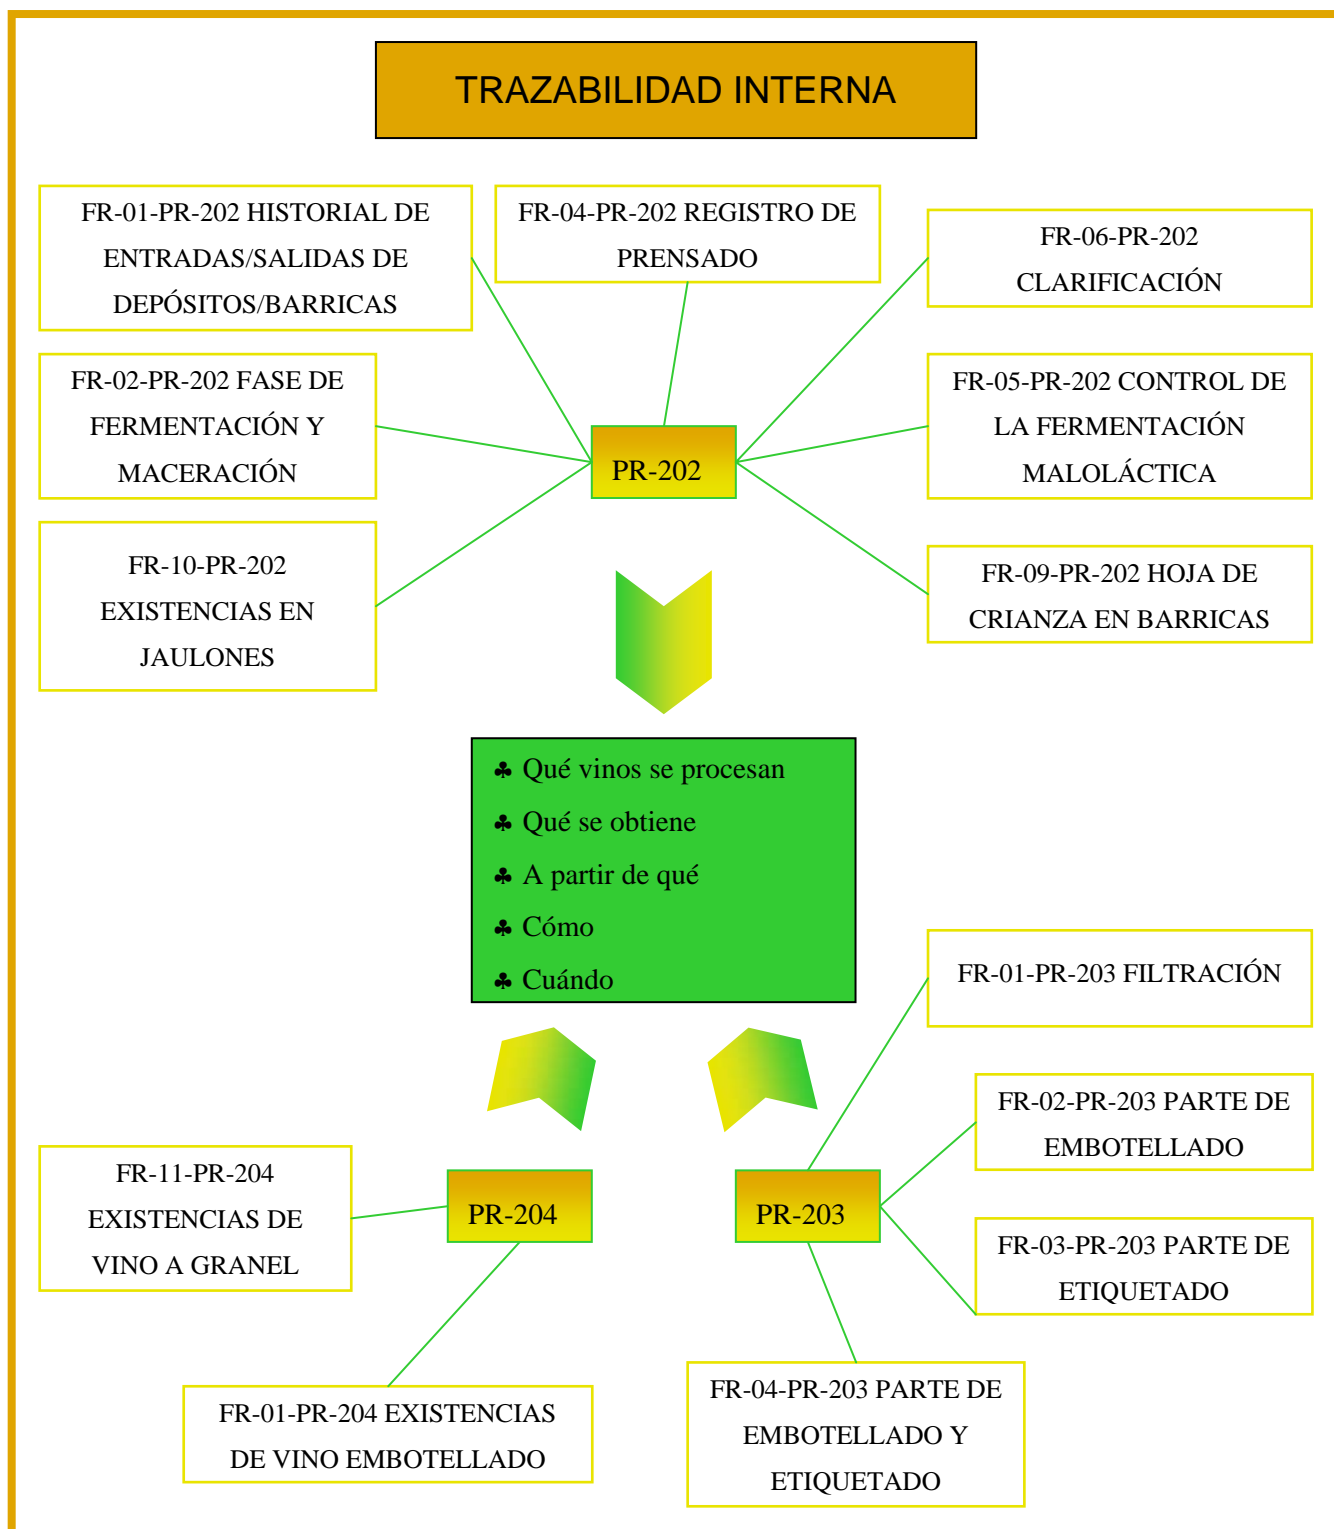 TRAZABILIDAD INTERNA
FR-01-PR-202 HISTORIAL DE
ENTRADAS/SALIDAS DE
DEPÓSITOS/BARRICAS
FR-04-PR-202 REGISTRO DE
PRENSADO
FR-06-PR-202
CLARIFICACIÓN
FR-02-PR-202 FASE DE
FERMENTACIÓN Y
MACERACIÓN
PR-202
FR-05-PR-202 CONTROL DE
LA FERMENTACIÓN
MALOLÁCTICA
FR-10-PR-202
EXISTENCIAS EN
JAULONES
FR-09-PR-202 HOJA DE
CRIANZA EN BARRICAS
♣ Qué vinos se procesan
♣ Qué se obtiene
♣ A partir de qué
♣ Cómo
♣ Cuándo
FR-01-PR-203 FILTRACIÓN
FR-02-PR-203 PARTE DE
EMBOTELLADO
FR-11-PR-204
EXISTENCIAS DE
VINO A GRANEL
PR-204
PR-203
FR-03-PR-203 PARTE DE
ETIQUETADO
FR-01-PR-204 EXISTENCIAS
DE VINO EMBOTELLADO
FR-04-PR-203 PARTE DE
EMBOTELLADO Y
ETIQUETADO